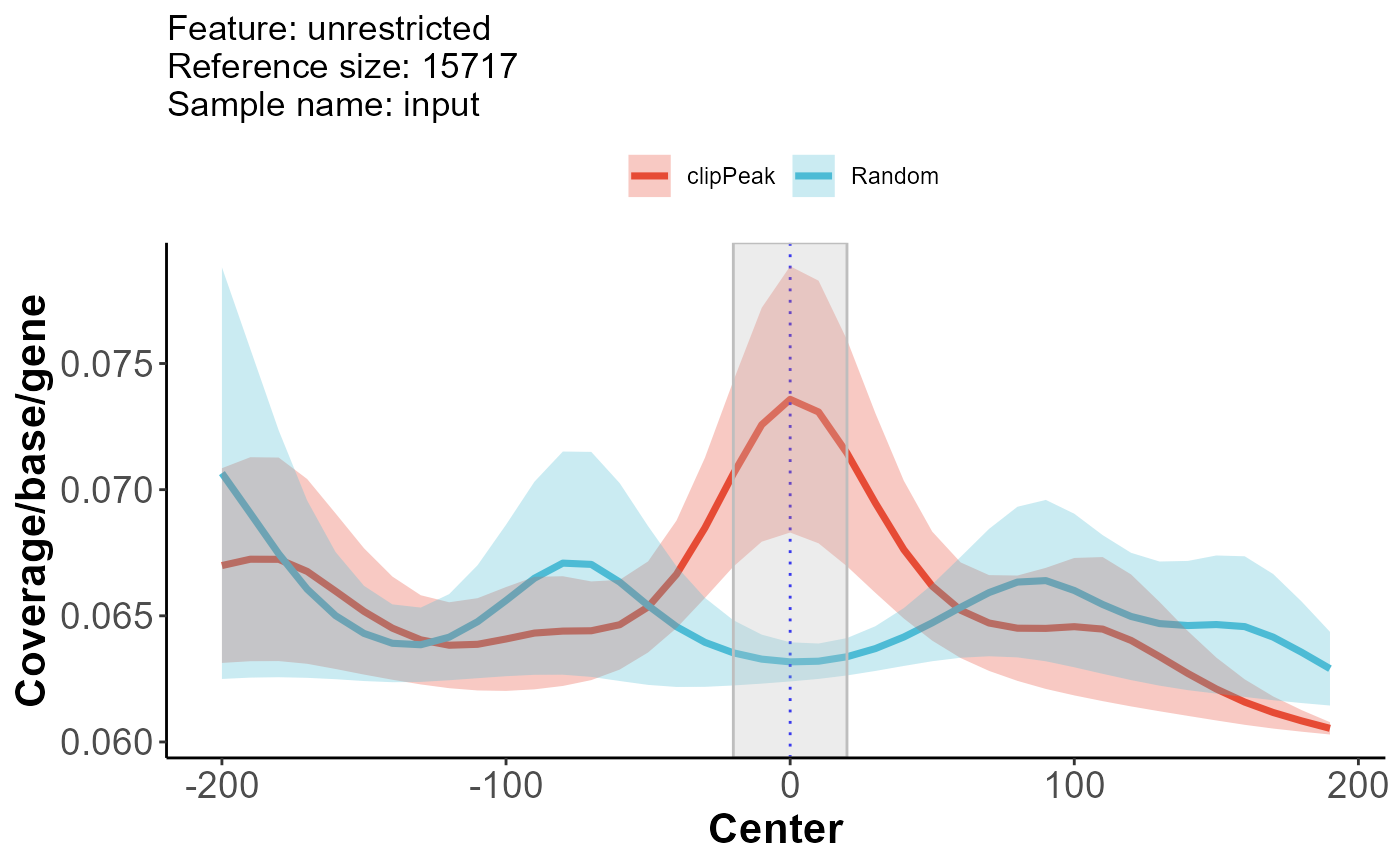 Feature: unrestricted
Reference size: 15717
Sample name: input
clipPeak Random
Coverage/base/gene
0.075
0.070
0.065
0.060
-200 -100 0 100 200
Center